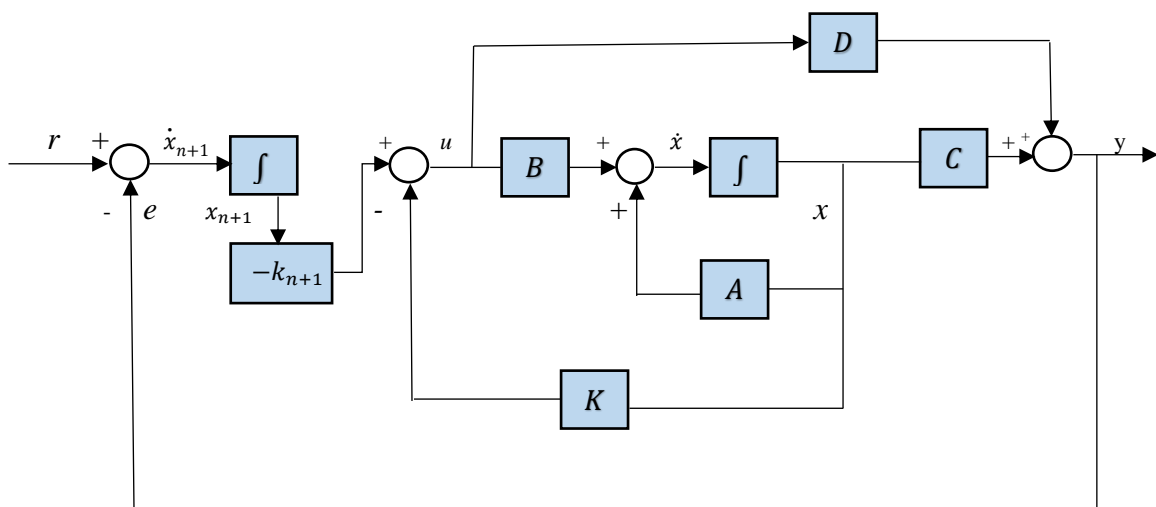 D
r
+
ẋₙ₊₁
∫
+
u
B
+
ẋ
∫
C
+
+
y
-
e
xₙ₊₁
-
+
x
−kₙ₊₁
A
K